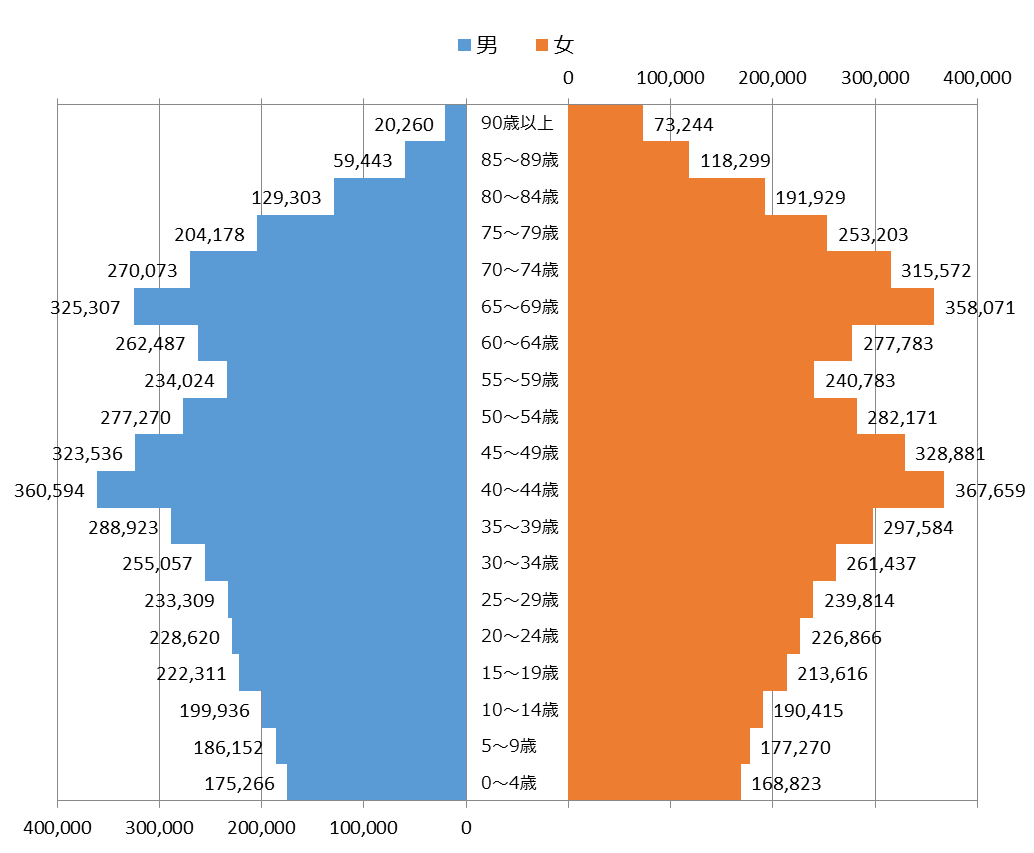 男 女
0 100,000 200,000 300,000 400,000
20,260 90歳以上 73,244
59,443 85～89歳 118,299
129,303 80～84歳 191,929
204,178 75～79歳 253,203
270,073 70～74歳 315,572
325,307 65～69歳 358,071
262,487 60～64歳 277,783
234,024 55～59歳 240,783
277,270 50～54歳 282,171
323,536 45～49歳 328,881
360,594 40～44歳 367,659
288,923 35～39歳 297,584
255,057 30～34歳 261,437
233,309 25～29歳 239,814
228,620 20～24歳 226,866
222,311 15～19歳 213,616
199,936 10～14歳 190,415
186,152 5～9歳 177,270
175,266 0～4歳 168,823
400,000 300,000 200,000 100,000 0